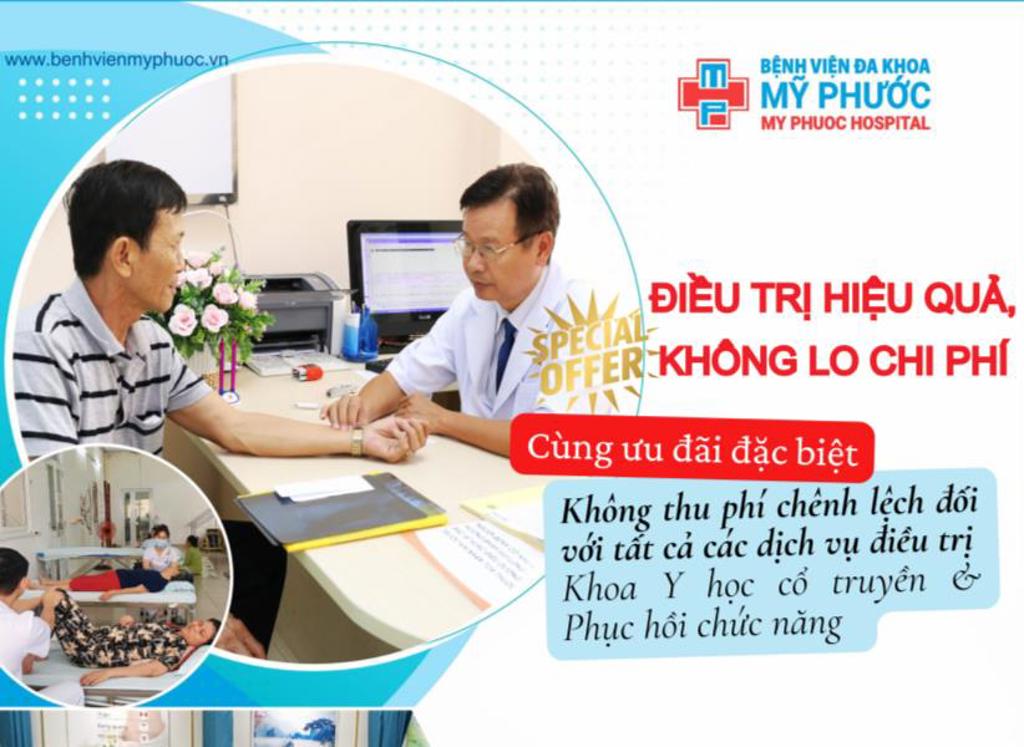 www.benhvienmyphuoc.vn
BỆNH VIỆN ĐA KHOA
MỸ PHƯỚC
MY PHUOC HOSPITAL
MP
ĐIỀU TRỊ HIỆU QUẢ,
KHÔNG LO CHI PHÍ
SPECIAL
OFFER
Cùng ưu đãi đặc biệt
Không thu phí chênh lệch đối
với tất cả các dịch vụ điều trị
Khoa Y học cổ truyền &
Phục hồi chức năng